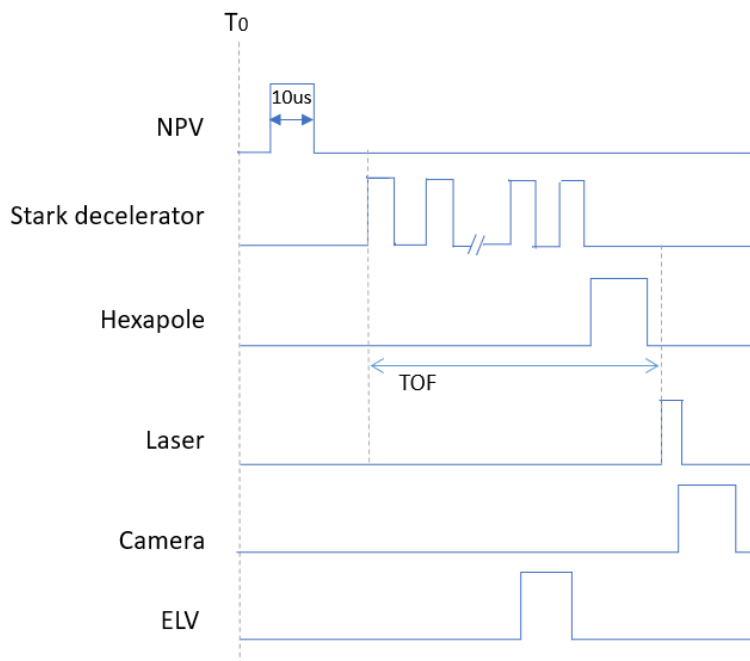 T0
10us
NPV
Stark decelerator
Hexapole
TOF
Laser
Camera
ELV